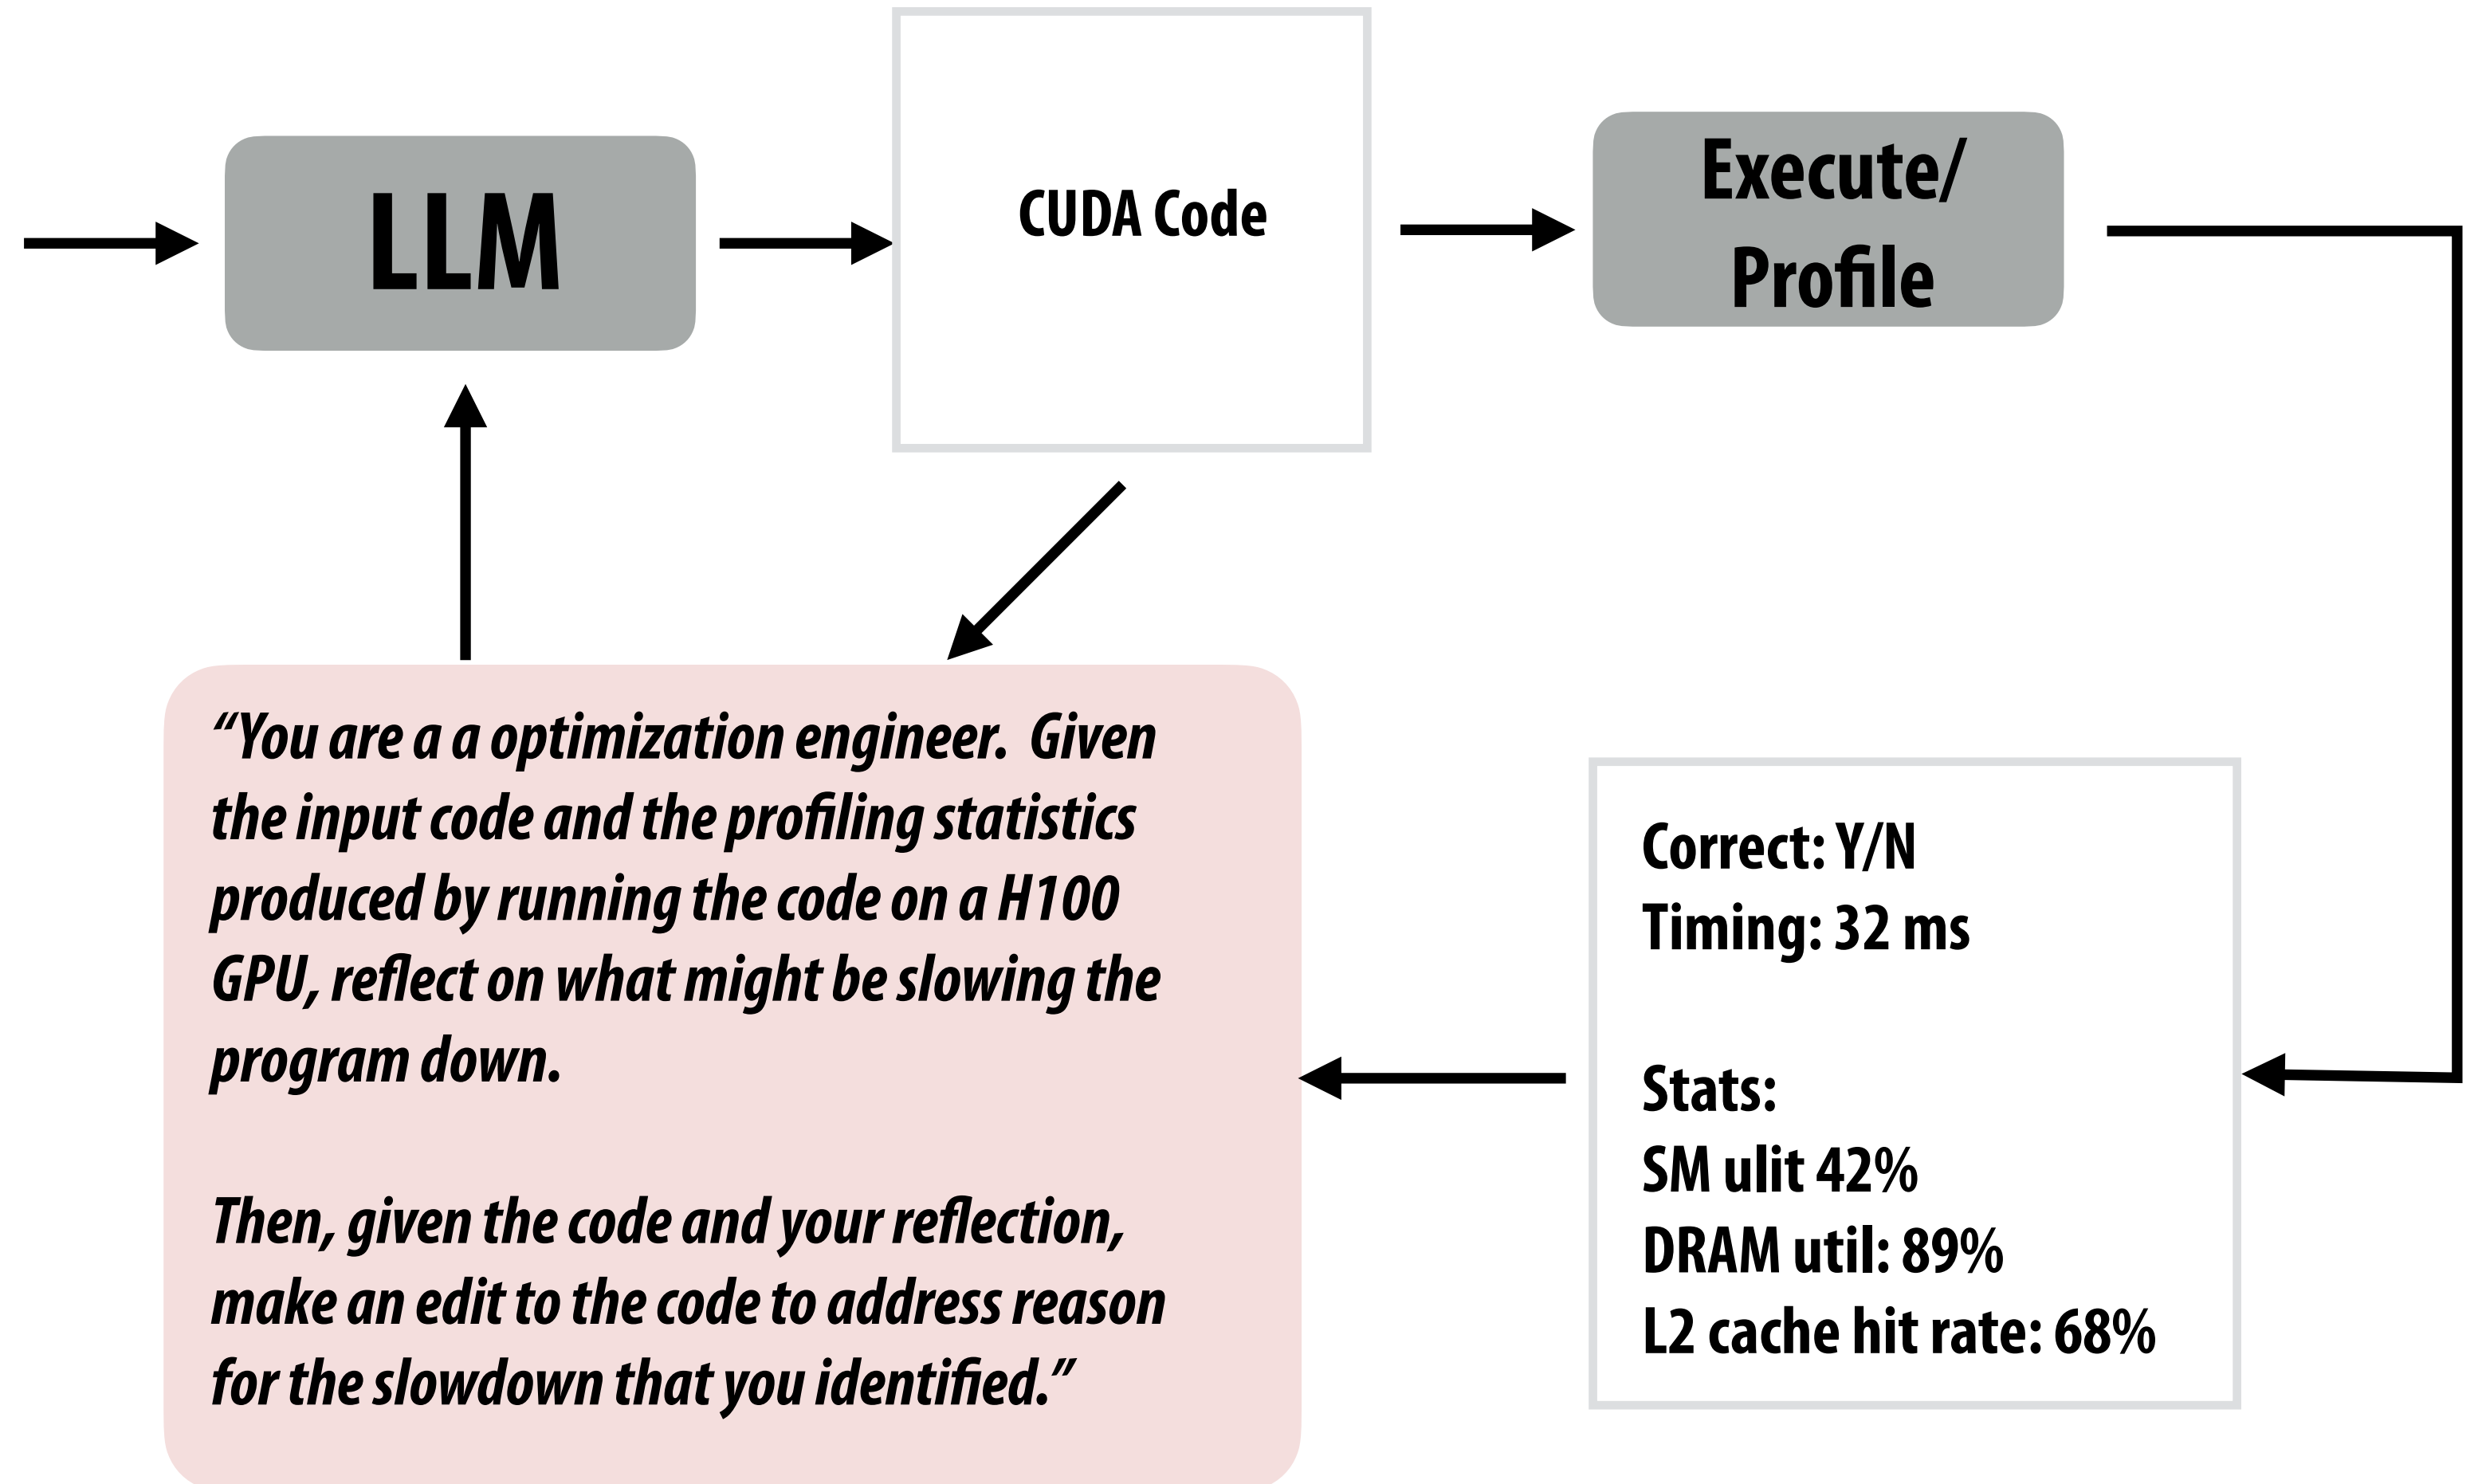 LLM
CUDA Code
Execute/
Profile
“You are a a optimization engineer. Given
the input code and the profiling statistics
produced by running the code on a H100
GPU, reflect on what might be slowing the
program down.
Then, given the code and your reflection,
make an edit to the code to address reason
for the slowdown that you identified.”
Correct: Y/N
Timing: 32 ms
Stats:
SM ulit 42%
DRAM util: 89%
L2 cache hit rate: 68%